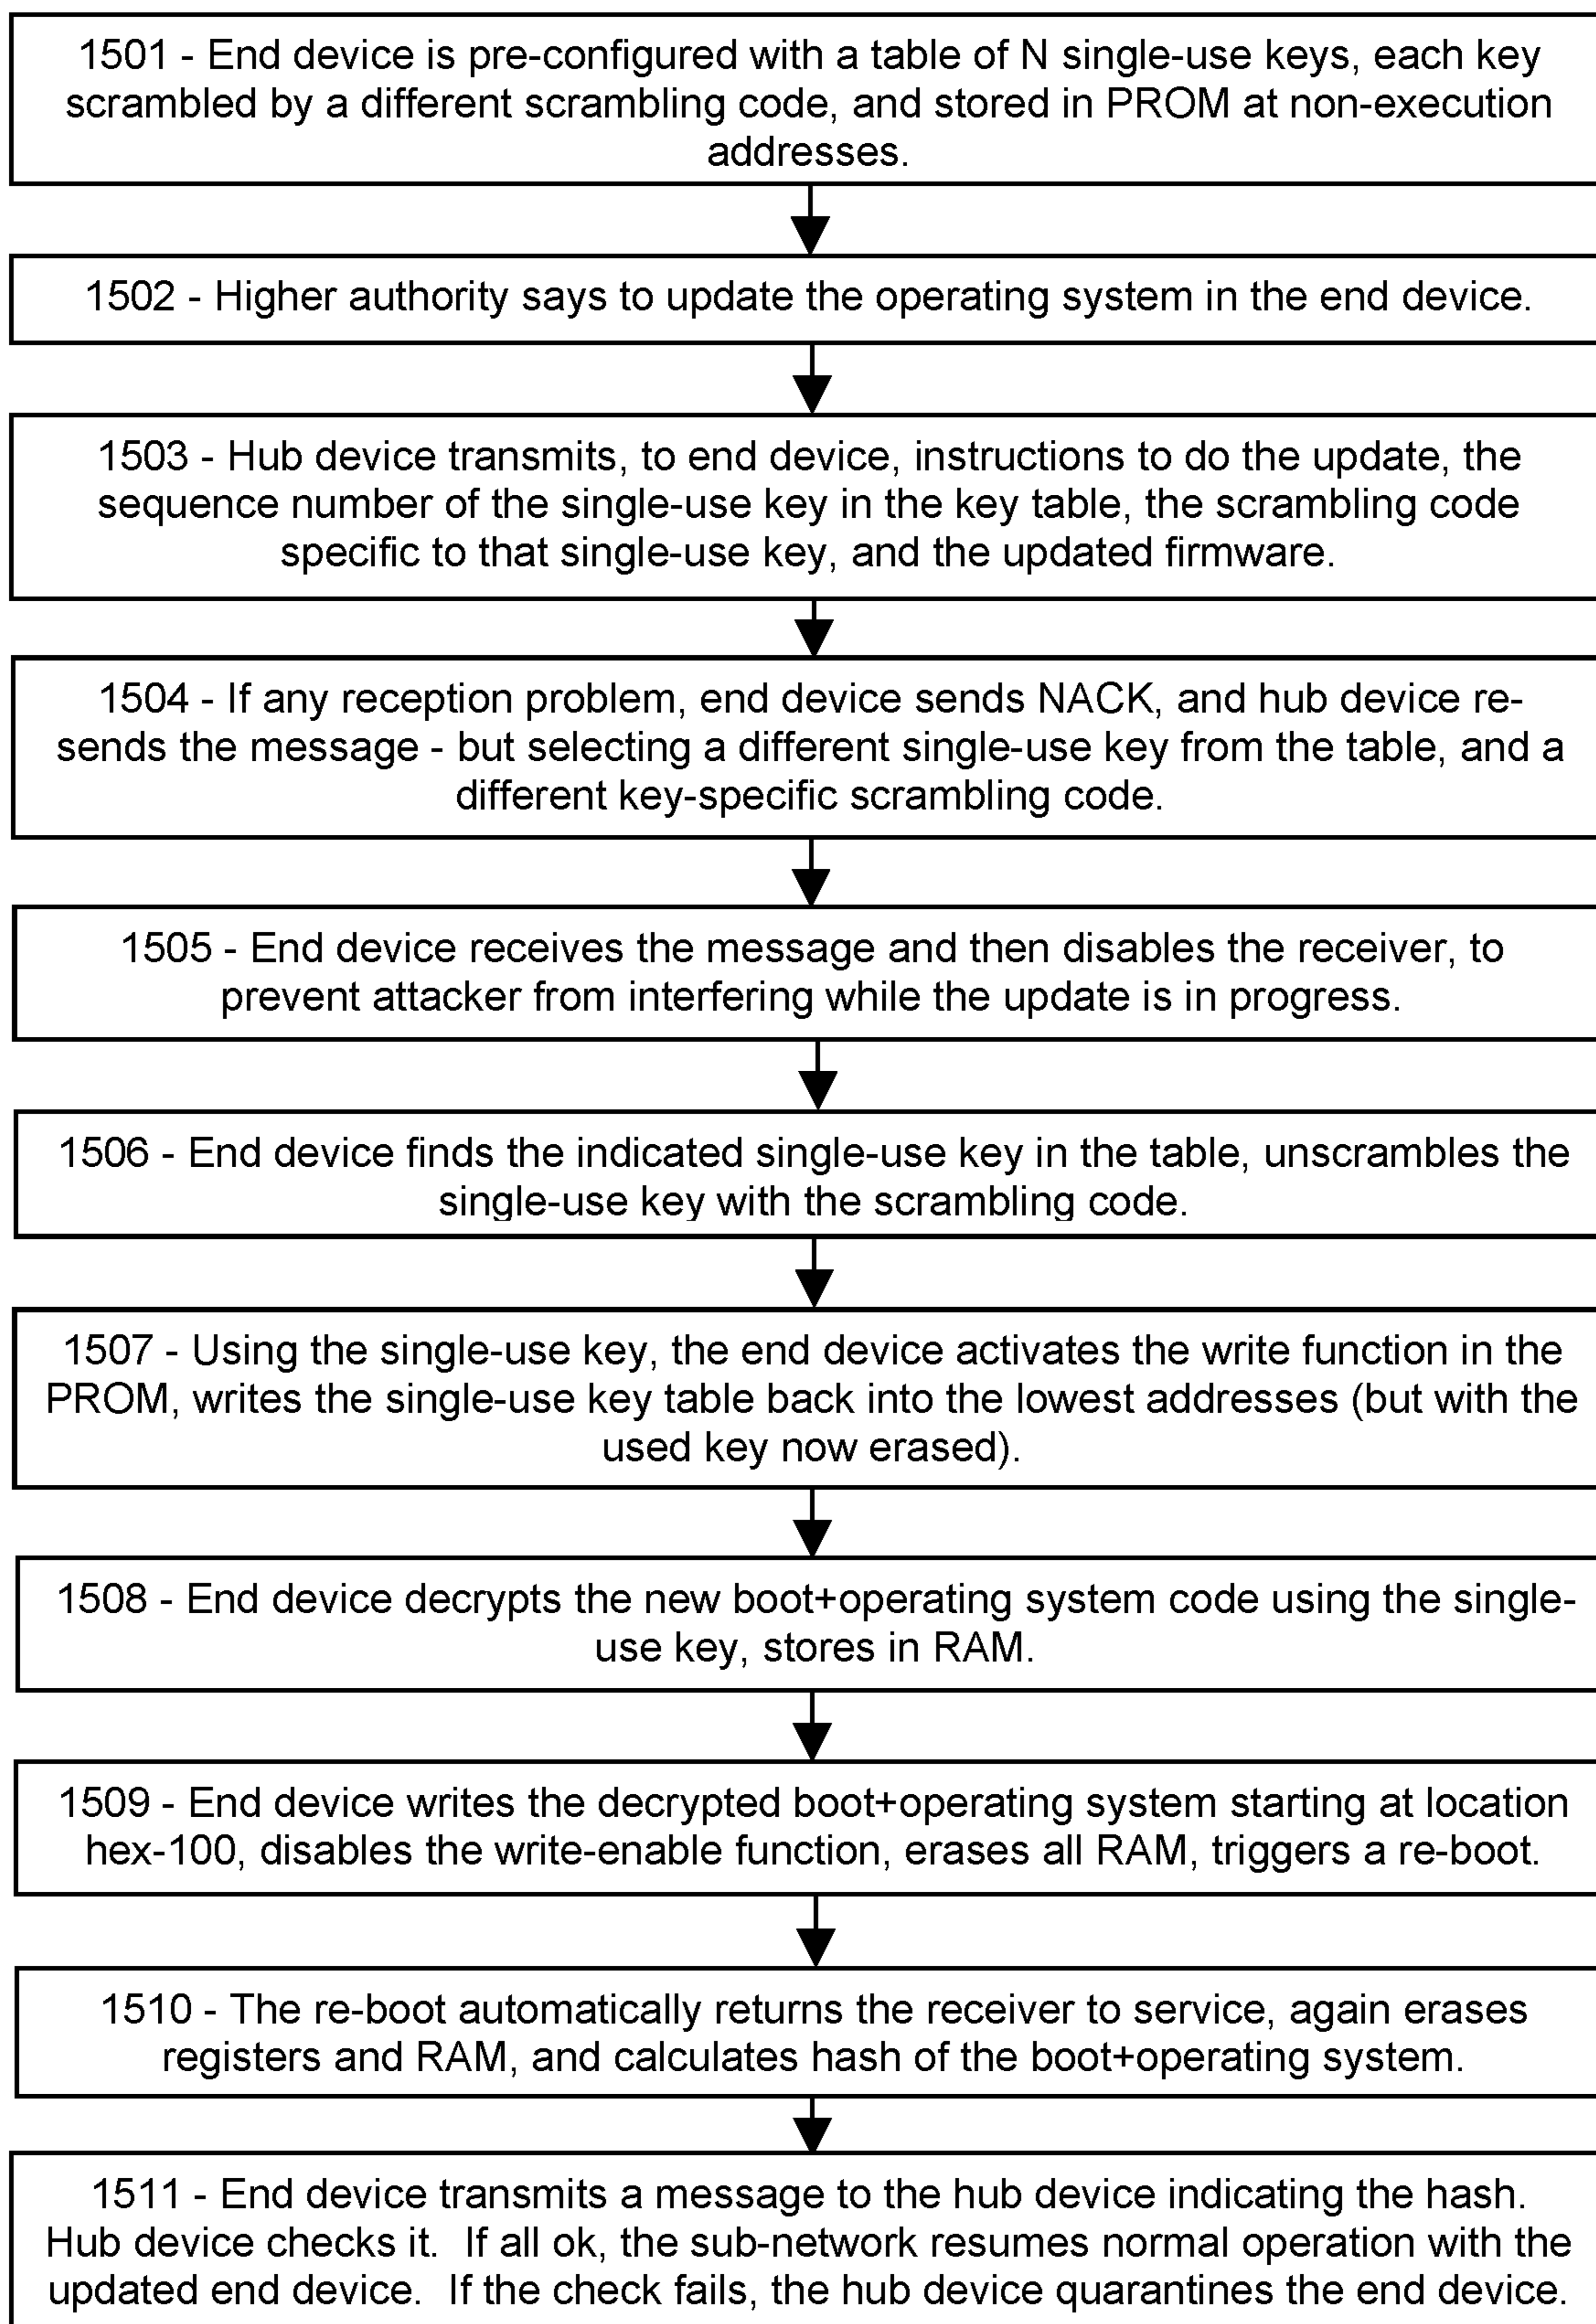 1501 - End device is pre-configured with a table of N single-use keys, each key
scrambled by a different scrambling code, and stored in PROM at non-execution
addresses.
1502 - Higher authority says to update the operating system in the end device.
1503 - Hub device transmits, to end device, instructions to do the update, the
sequence number of the single-use key in the key table, the scrambling code
specific to that single-use key, and the updated firmware.
1504 - If any reception problem, end device sends NACK, and hub device re-
sends the message - but selecting a different single-use key from the table, and a
different key-specific scrambling code.
1505 - End device receives the message and then disables the receiver, to
prevent attacker from interfering while the update is in progress.
1506 - End device finds the indicated single-use key in the table, unscrambles the
single-use key with the scrambling code.
1507 - Using the single-use key, the end device activates the write function in the
PROM, writes the single-use key table back into the lowest addresses (but with the
used key now erased).
1508 - End device decrypts the new boot+operating system code using the single-
use key, stores in RAM.
1509 - End device writes the decrypted boot+operating system starting at location
hex-100, disables the write-enable function, erases all RAM, triggers a re-boot.
1510 - The re-boot automatically returns the receiver to service, again erases
registers and RAM, and calculates hash of the boot+operating system.
1511 - End device transmits a message to the hub device indicating the hash.
Hub device checks it.  If all ok, the sub-network resumes normal operation with the
updated end device.  If the check fails, the hub device quarantines the end device.